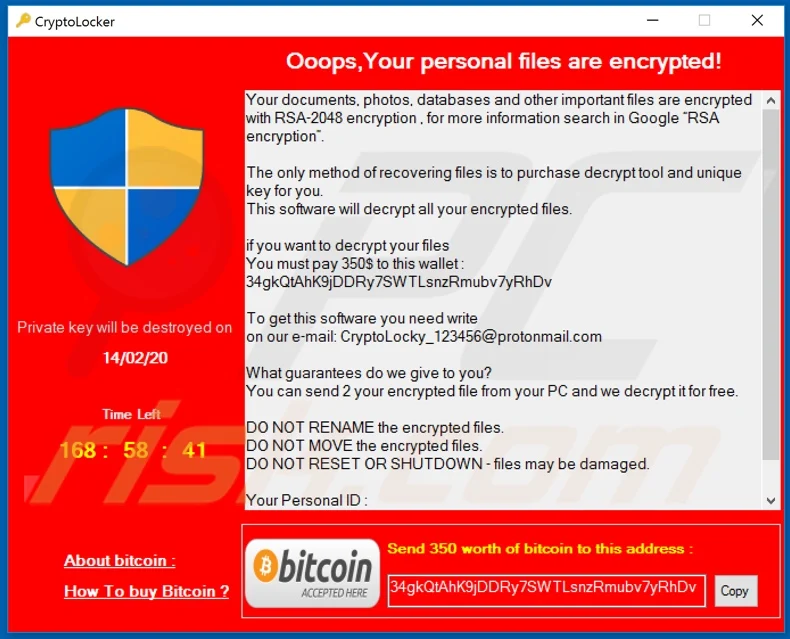 CryptoLocker
Ooops,Your personal files are encrypted!
Your documents, photos, databases and other important files are encrypted
with RSA-2048 encryption , for more information search in Google “RSA
encryption”.
The only method of recovering files is to purchase decrypt tool and unique
key for you.
This software will decrypt all your encrypted files.
if you want to decrypt your files
You must pay 350$ to this wallet :
34gkQtAhK9jDDRy7SWTLsnzRmubv7yRhDv
To get this software you need write
on our e-mail: CryptoLocky_123456@protonmail.com
What guarantees do we give to you?
You can send 2 your encrypted file from your PC and we decrypt it for free.
DO NOT RENAME the encrypted files.
DO NOT MOVE the encrypted files.
DO NOT RESET OR SHUTDOWN - files may be damaged.
Your Personal ID :
Private key will be destroyed on
14/02/20
Time Left
168 : 58 : 41
About bitcoin :
How To buy Bitcoin ?
bitcoin
ACCEPTED HERE
Send 350 worth of bitcoin to this address :
34gkQtAhK9jDDRy7SWTLsnzRmubv7yRhDv
Copy
PC
risk.com